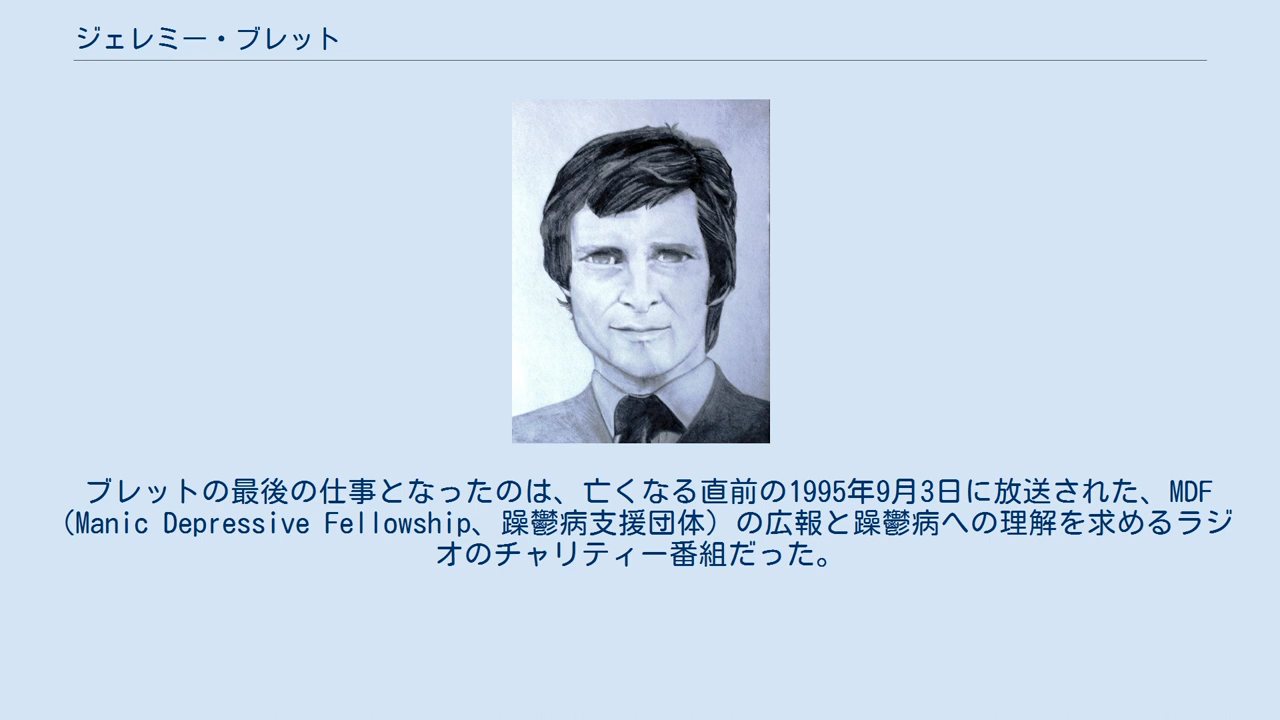 ジェレミー・ブレット
ブレットの最後の仕事となったのは、亡くなる直前の1995年9月3日に放送された、MDF
（Manic Depressive Fellowship、躁鬱病支援団体）の広報と躁鬱病への理解を求めるラジ
オのチャリティー番組だった。